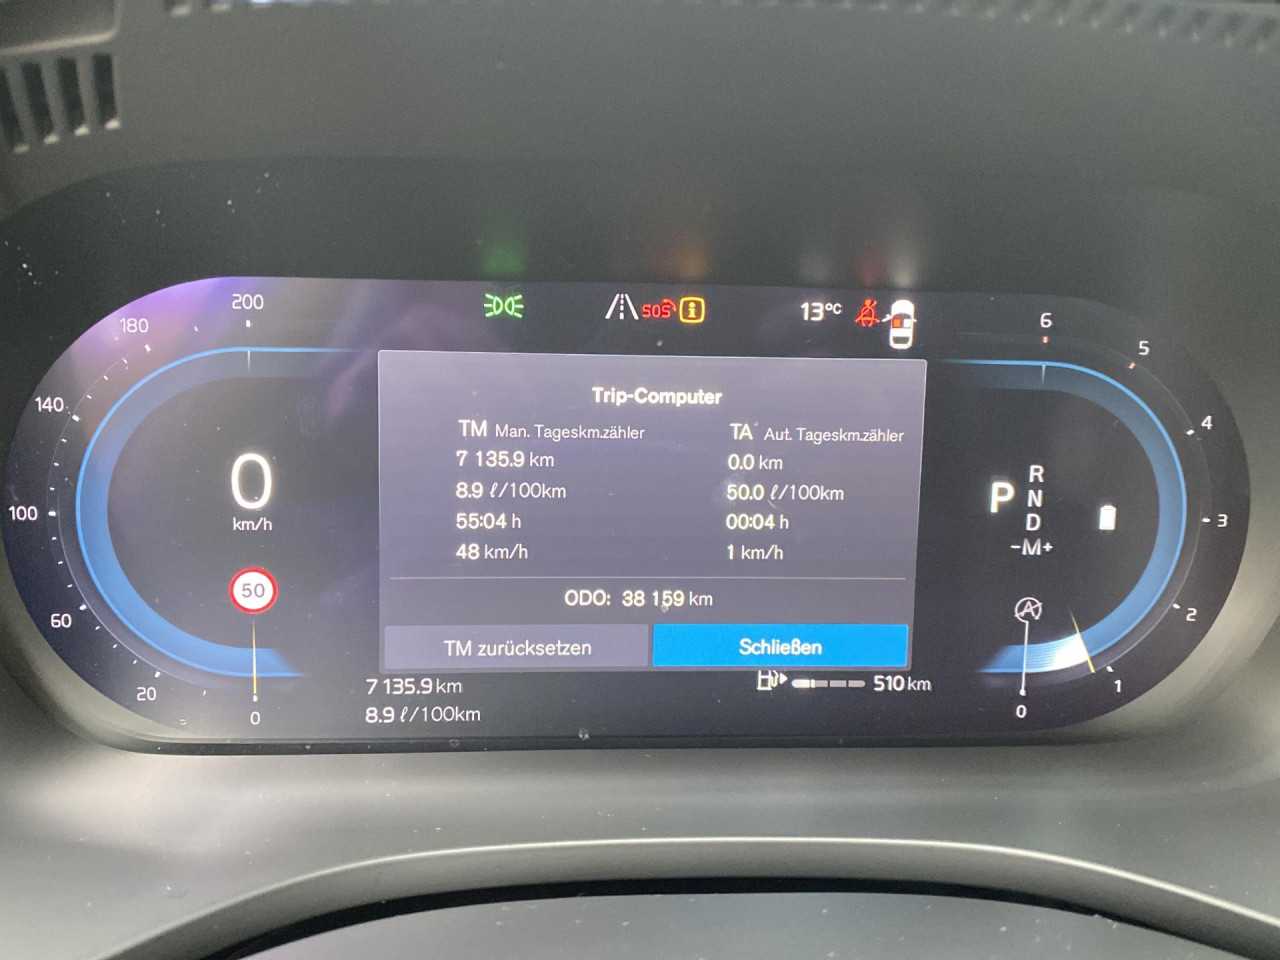 200
180
140
100
60
20
0
0
km/h
50
SOS
i
13°C
Trip-Computer
TM Man. Tageskm.zähler
7 135.9 km
8.9 ℓ/100km
55:04 h
48 km/h
TA Aut. Tageskm.zähler
0.0 km
50.0 ℓ/100km
00:04 h
1 km/h
ODO: 38 159 km
TM zurücksetzen
Schließen
7 135.9 km
8.9 ℓ/100km
510 km
P
R
N
D
-M+
A
6
5
4
3
2
1
0